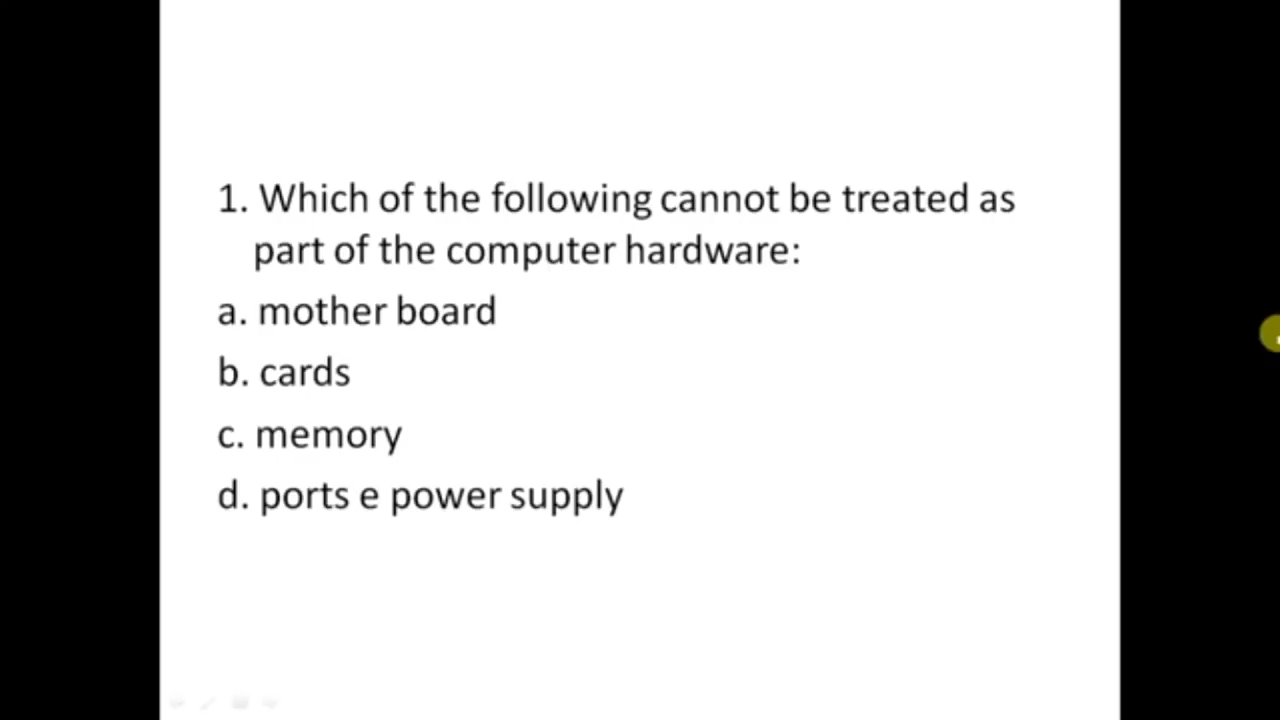 1. Which of the following cannot be treated as
part of the computer hardware:
a. mother board
b. cards
c. memory
d. ports e power supply